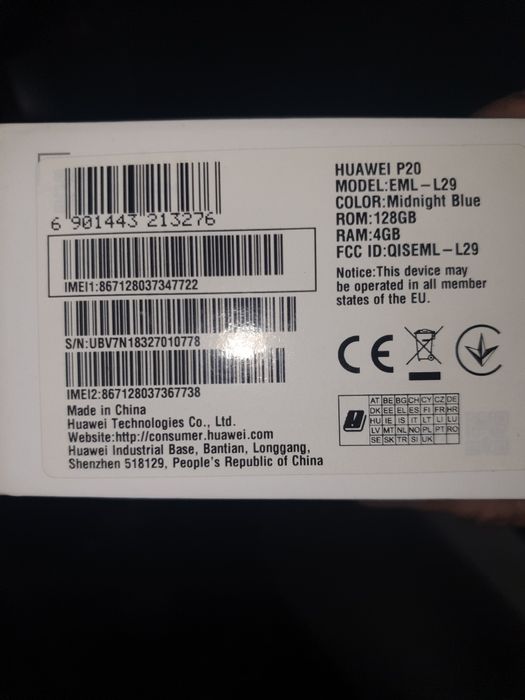 6 901443 213276
IMEI1:867128037347722
S/N:UBV7N18327010778
IMEI2:867128037367738
Made in China
Huawei Technologies Co., Ltd.
Website:http://consumer.huawei.com
Huawei Industrial Base, Bantian, Longgang,
Shenzhen 518129, People's Republic of China
HUAWEI P20
MODEL:EML-L29
COLOR:Midnight Blue
ROM:128GB
RAM:4GB
FCC ID:QISEML-L29
Notice:This device may
be operated in all member
states of the EU.
CE
AT BE BG CH CY CZ DE
DK EE EL ES FI FR HR
HU IE IS IT LT LI LU
LV MT NL NO PL PT RO
SE SK TR SI UK